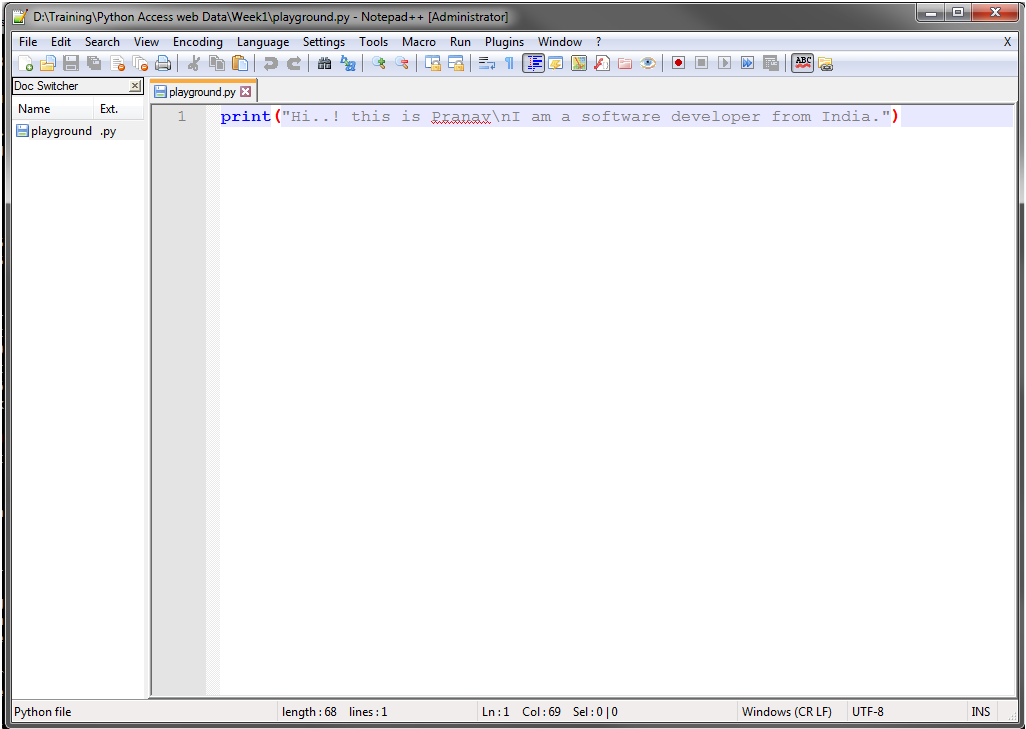 D:\Training\Python Access web Data\Week1\playground.py - Notepad++ [Administrator]
File Edit Search View Encoding Language Settings Tools Macro Run Plugins Window ? X
Doc Switcher
playground.py
Name Ext.
playground .py
1 print("Hi..! this is Pranav\nI am a software developer from India.")
ABC
Python file length : 68 lines : 1 Ln : 1 Col : 69 Sel : 0 | 0 Windows (CR LF) UTF-8 INS